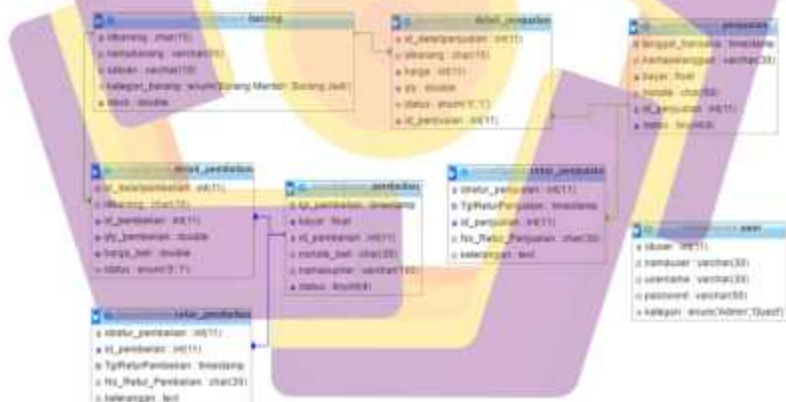 barang
idbarang : char(15)
namabarang : varchar(35)
satuan : varchar(10)
kategori_barang : enum('Barang Mentah','Barang Jadi')
stock : double
detail_penjualan
id_detailpenjualan : int(11)
idbarang : char(15)
harga : int(11)
qty : double
status : enum('0','1')
id_penjualan : int(11)
penjualan
tanggal_transaksi : timestamp
namapelanggan : varchar(30)
bayar : float
nonota : char(50)
id_penjualan : int(11)
status : tinyint(4)
detail_pembelian
id_detailpembelian : int(11)
idbarang : char(15)
id_pembelian : int(11)
qty_pembelian : double
harga_beli : double
status : enum('0','1')
pembelian
tgl_pembelian : timestamp
bayar : float
id_pembelian : int(11)
nonota_beli : char(30)
namasuplier : varchar(100)
status : tinyint(4)
retur_penjualan
idretur_penjualan : int(11)
TglReturPenjualan : timestamp
id_penjualan : int(11)
No_Retur_Penjualan : char(30)
keterangan : text
user
iduser : int(11)
namauser : varchar(30)
username : varchar(30)
password : varchar(50)
kategori : enum('Admin','Guest')
retur_pembelian
idretur_pembelian : int(11)
id_pembelian : int(11)
TglReturPembelian : timestamp
No_Retur_Pembelian : char(30)
keterangan : text